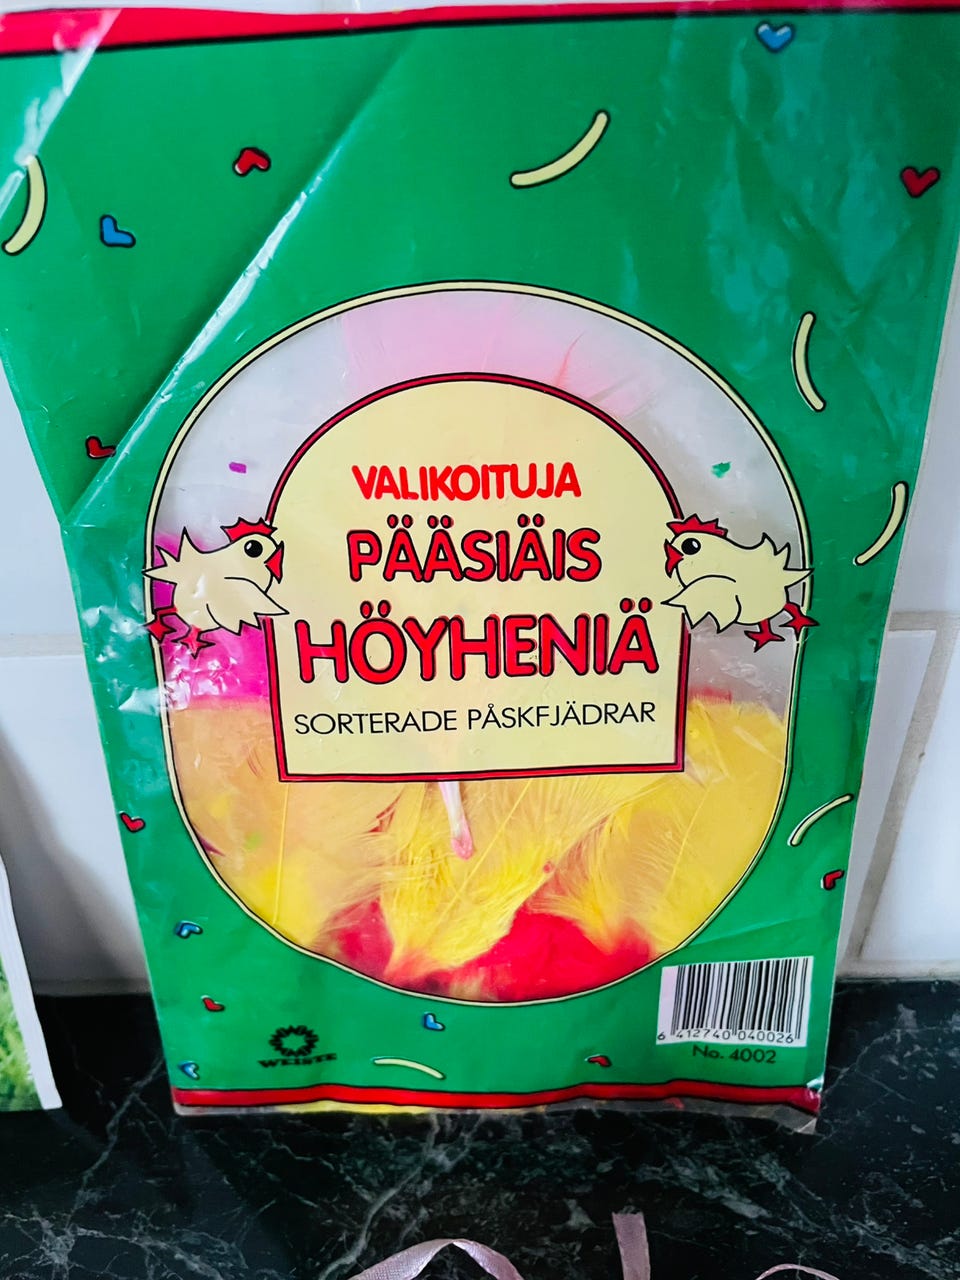 VALIKOITUJA
PÄÄSIÄIS
HÖYHENIÄ
SORTERADE PÅSKFJÄDRAR
WEISTE
6 412740 040026
No. 4002